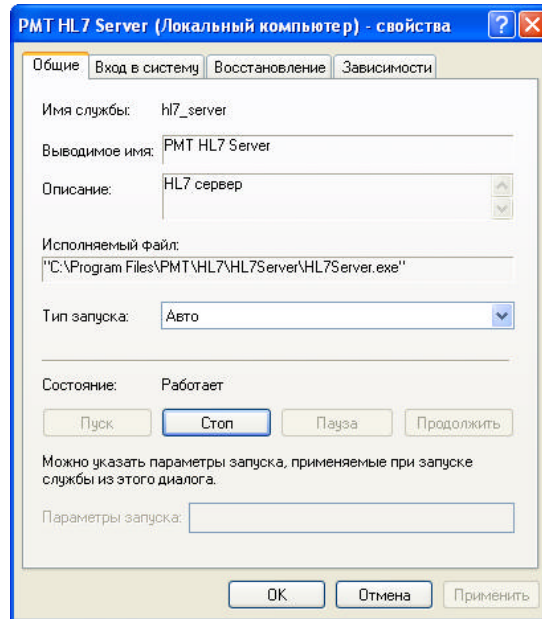 PMT HL7 Server (Локальный компьютер) - свойства
Общие Вход в систему Восстановление Зависимости
Имя службы: hl7_server
Выводимое имя: PMT HL7 Server
Описание: HL7 сервер
Исполняемый файл:
"C:\Program Files\PMT\HL7\HL7Server\HL7Server.exe"
Тип запуска: Авто
Состояние: Работает
Пуск Стоп Пауза Продолжить
Можно указать параметры запуска, применяемые при запуске
службы из этого диалога.
Параметры запуска:
OK Отмена Применить